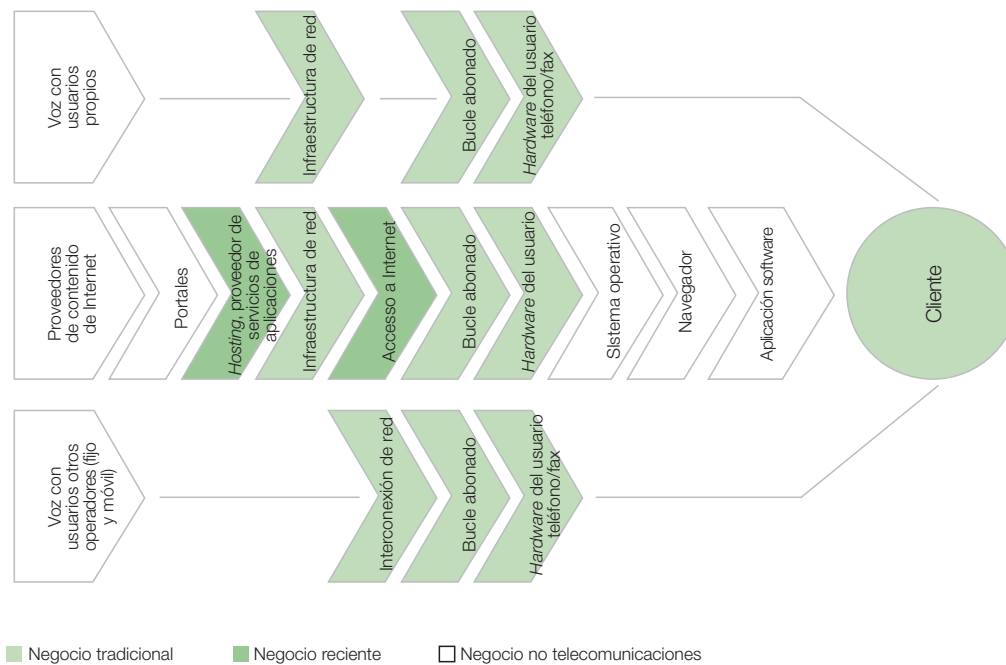 Voz con
usuarios
propios
Infraestructura de red
Bucle abonado
Hardware del usuario
teléfono/fax
Proveedores
de contenido
de Internet
Portales
Hosting, proveedor de
servicios de
aplicaciones
Infraestructura de red
Accesso a Internet
Bucle abonado
Hardware del usuario
SIstema operativo
Navegador
Aplicación software
Cliente
Voz con
usuarios otros
operadores (fijo
y móvil)
Interconexión de red
Bucle abonado
Hardware del usuario
teléfono/fax
Negocio tradicional
Negocio reciente
Negocio no telecomunicaciones